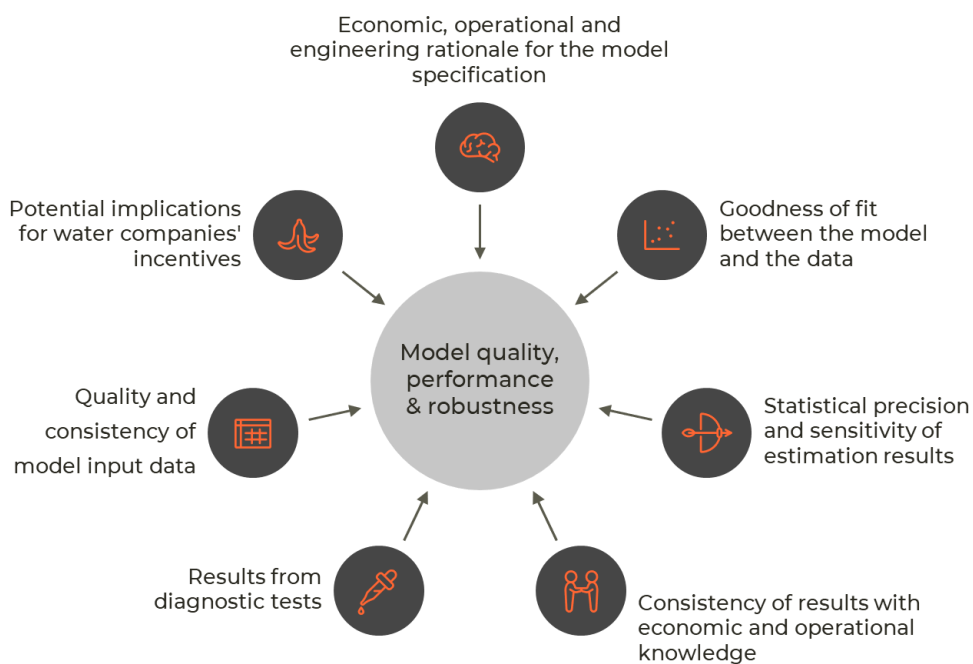 Economic, operational and
engineering rationale for the model
specification
Potential implications
for water companies'
incentives
Goodness of fit
between the model
and the data
Model quality,
performance
& robustness
Quality and
consistency of
model input data
Statistical precision
and sensitivity of
estimation results
Results from
diagnostic tests
Consistency of results with
economic and operational
knowledge